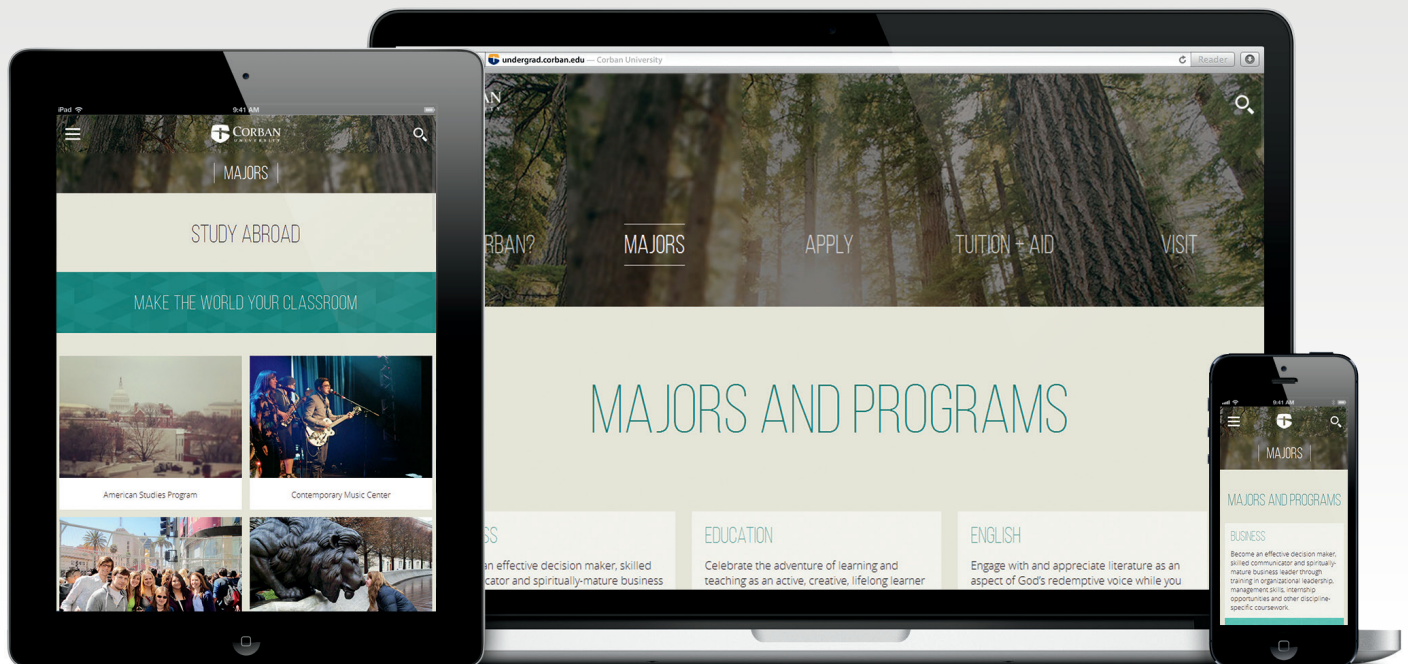 iPad
9:41 AM
CORBAN
UNIVERSITY
MAJORS
STUDY ABROAD
MAKE THE WORLD YOUR CLASSROOM
American Studies Program
Contemporary Music Center
undergrad.corban.edu — Corban University
Reader
AN
RBAN?
MAJORS
APPLY
TUITION + AID
VISIT
MAJORS AND PROGRAMS
SS
an effective decision maker, skilled
cator and spiritually-mature business
EDUCATION
Celebrate the adventure of learning and
teaching as an active, creative, lifelong learner
ENGLISH
Engage with and appreciate literature as an
aspect of God's redemptive voice while you
9:41 AM
MAJORS
MAJORS AND PROGRAMS
BUSINESS
Become an effective decision maker,
skilled communicator and spiritually-
mature business leader through
training in organizational leadership,
management skills, internship
opportunities and other discipline-
specific coursework.